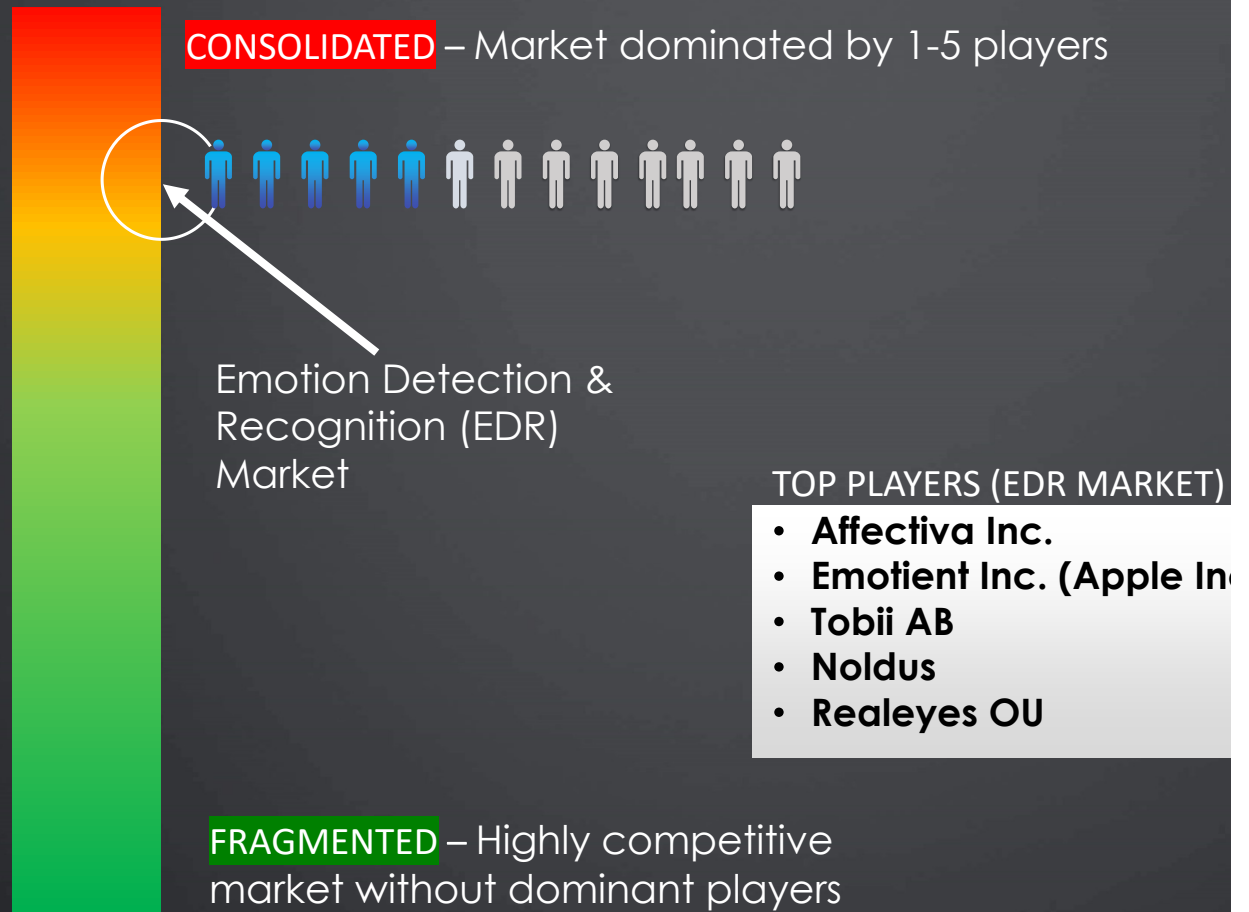 CONSOLIDATED – Market dominated by 1-5 players
Emotion Detection &
Recognition (EDR)
Market
TOP PLAYERS (EDR MARKET)
• Affectiva Inc.
• Emotient Inc. (Apple In
• Tobii AB
• Noldus
• Realeyes OU
FRAGMENTED – Highly competitive
market without dominant players